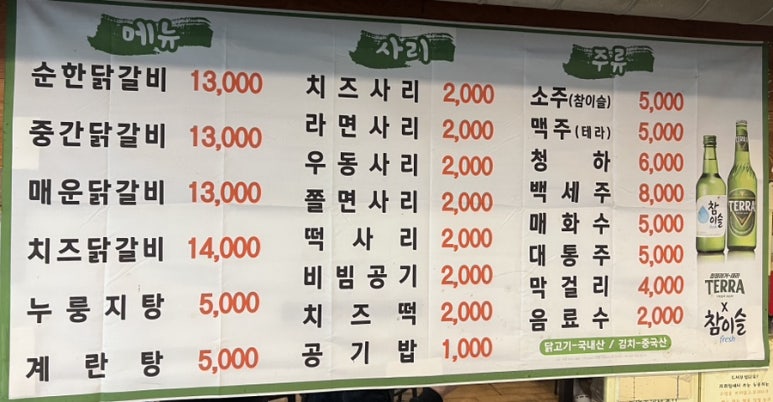 메뉴
순한닭갈비 13,000
중간닭갈비 13,000
매운닭갈비 13,000
치즈닭갈비 14,000
누룽지탕 5,000
계란탕 5,000
사리
치즈사리 2,000
라면사리 2,000
우동사리 2,000
쫄면사리 2,000
떡사리 2,000
비빔공기 2,000
치즈떡 2,000
공기밥 1,000
주류
소주(참이슬) 5,000
맥주(테라) 5,000
청하 6,000
백세주 8,000
매화수 5,000
대통주 5,000
막걸리 4,000
음료수 2,000
닭고기-국내산 / 김치-중국산
참이슬
TERRA
TERRA
X
참이슬
fresh